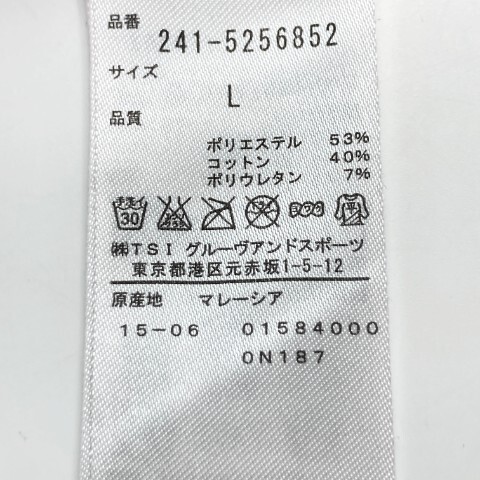 品番
241-5256852
サイズ
L
品質
ポリエステル 53%
コットン 40%
ポリウレタン 7%
手洗イ 30
㈱TSI グルーヴアンドスポーツ
東京都港区元赤坂1-5-12
原産地 マレーシア
15-06 01584000
0N187